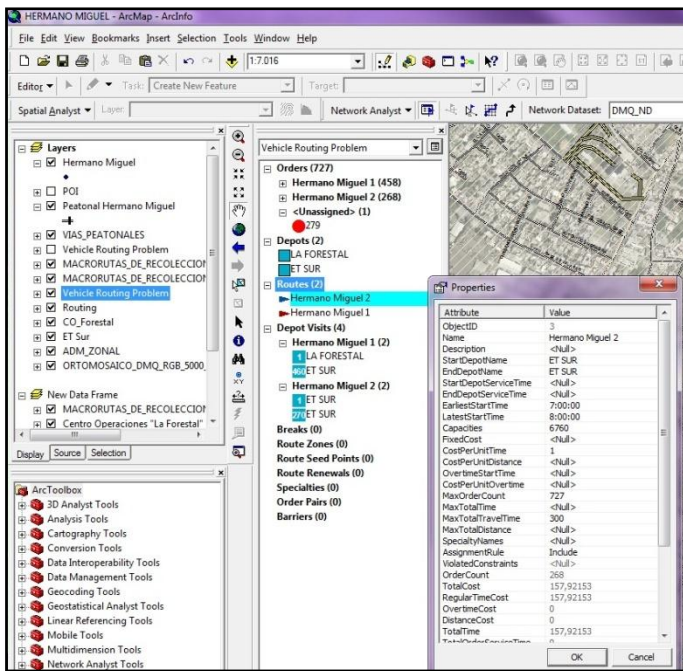 HERMANO MIGUEL - ArcMap - ArcInfo
File Edit View Bookmarks Insert Selection Tools Window Help
1:7.016
Editor Task: Create New Feature Target:
Spatial Analyst Layer: Network Analyst Network Dataset: DMQ_ND
Layers
Hermano Miguel
POI
Peatonal Hermano Miguel
VIAS_PEATONALES
Vehicle Routing Problem
MACRORUTAS_DE_RECOLECCION
MACRORUTAS_DE_RECOLECCION
Vehicle Routing Problem
Routing
CO_Forestal
ET Sur
ADM_ZONAL
ORTOMOSAICO_DMQ_RGB_5000_
New Data Frame
MACRORUTAS_DE_RECOLECCION
Centro Operaciones "La Forestal"
Display Source Selection
ArcToolbox
3D Analyst Tools
Analysis Tools
Cartography Tools
Conversion Tools
Data Interoperability Tools
Data Management Tools
Geocoding Tools
Geostatistical Analyst Tools
Linear Referencing Tools
Mobile Tools
Multidimension Tools
Network Analyst Tools
Vehicle Routing Problem
Orders (727)
Hermano Miguel 1 (458)
Hermano Miguel 2 (268)
<Unassigned> (1)
279
Depots (2)
LA FORESTAL
ET SUR
Routes (2)
Hermano Miguel 2
Hermano Miguel 1
Depot Visits (4)
Hermano Miguel 1 (2)
1 LA FORESTAL
460 ET SUR
Hermano Miguel 2 (2)
1 ET SUR
270 ET SUR
Breaks (0)
Route Zones (0)
Route Seed Points (0)
Route Renewals (0)
Specialties (0)
Order Pairs (0)
Barriers (0)
Properties
Attribute Value
ObjectID 3
Name Hermano Miguel 2
Description <Null>
StartDepotName ET SUR
EndDepotName ET SUR
StartDepotServiceTime <Null>
EndDepotServiceTime <Null>
EarliestStartTime 7:00:00
LatestStartTime 8:00:00
Capacities 6760
FixedCost <Null>
CostPerUnitTime 1
CostPerUnitDistance <Null>
OvertimeStartTime <Null>
CostPerUnitOvertime <Null>
MaxOrderCount 727
MaxTotalTime <Null>
MaxTotalTravelTime 300
MaxTotalDistance <Null>
SpecialtyNames <Null>
AssignmentRule Include
ViolatedConstraints <Null>
OrderCount 268
TotalCost 157,92153
RegularTimeCost 157,92153
OvertimeCost 0
DistanceCost 0
TotalTime 157,92153
TotalOrderServiceTime 0
OK Cancel